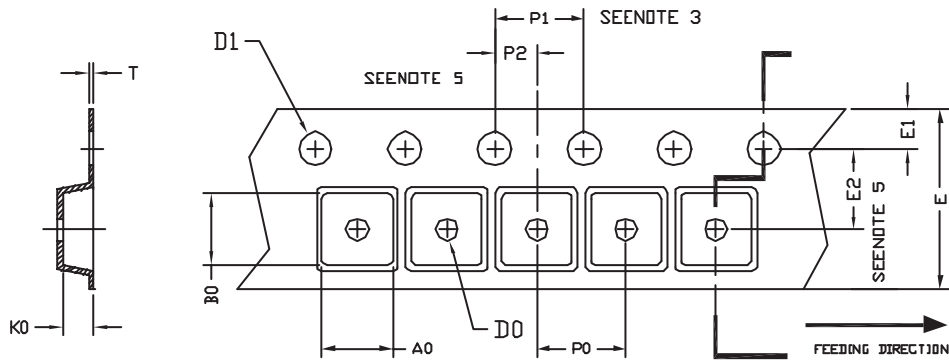 P1
SEENOTE 3
D1
P2
T
SEENOTE 5
E1
E2
E
SEENOTE 5
B0
K0
A0
D0
P0
FEEDING DIRECTION